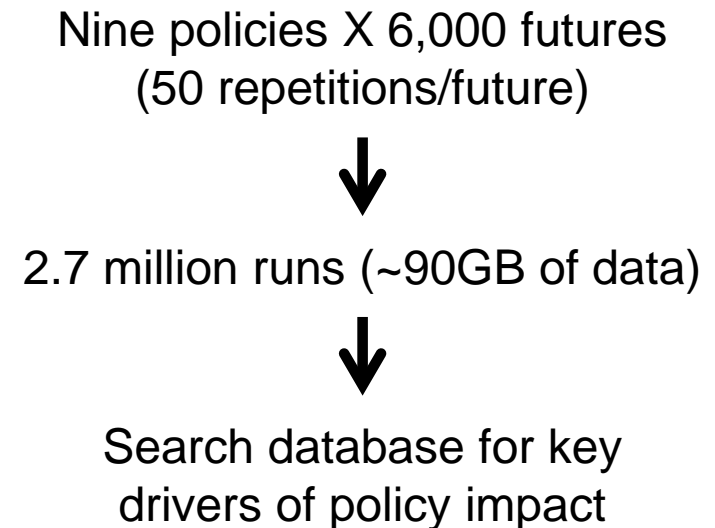 Nine policies X 6,000 futures
(50 repetitions/future)
2.7 million runs (~90GB of data)
Search database for key
drivers of policy impact